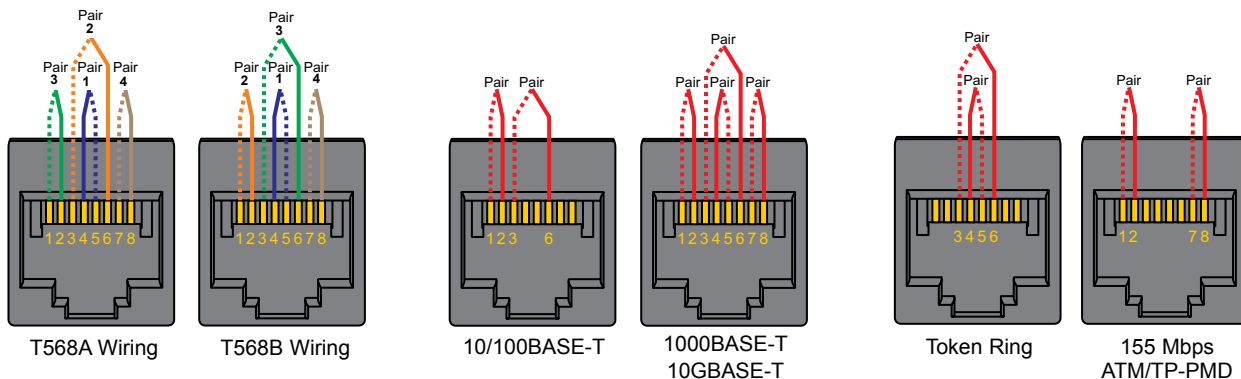 Pair
2
Pair
3
Pair
1
Pair
4
12345678
T568A Wiring
Pair
3
Pair
2
Pair
1
Pair
4
12345678
T568B Wiring
Pair Pair
123 6
10/100BASE-T
Pair
Pair Pair Pair
12345678
1000BASE-T
10GBASE-T
Pair
Pair
3456
Token Ring
Pair Pair
12 78
155 Mbps
ATM/TP-PMD